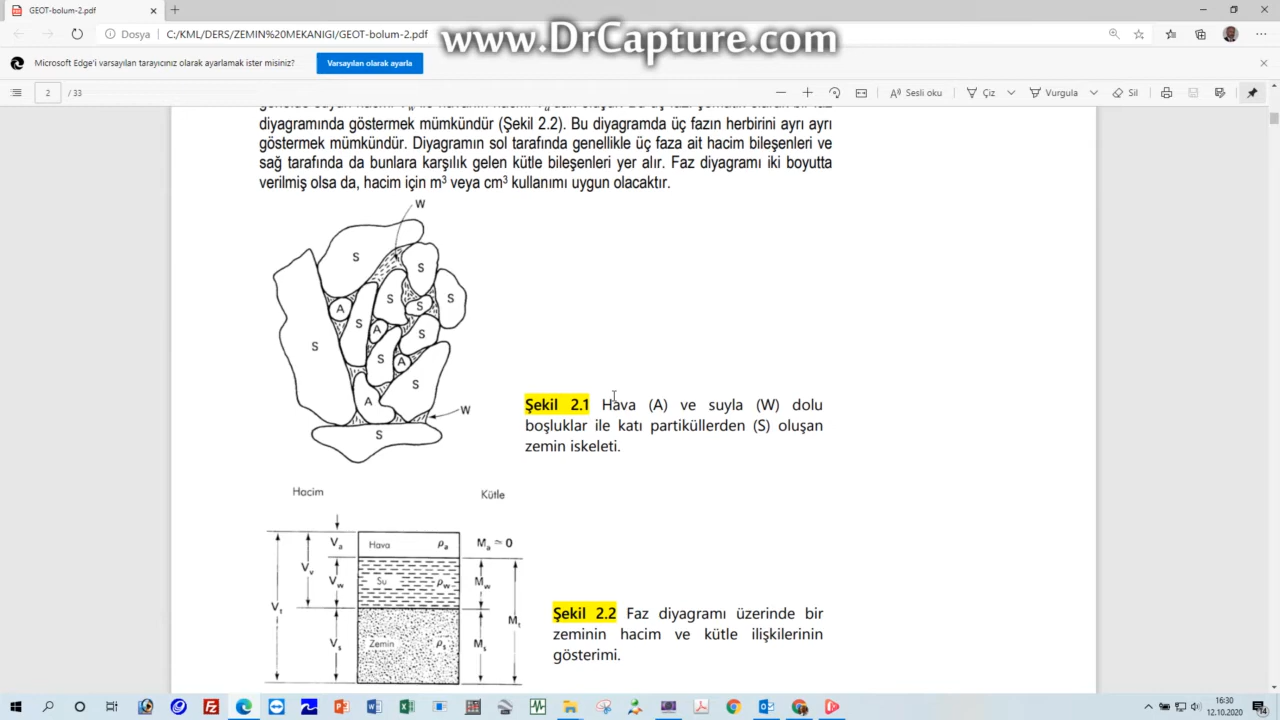 GEOT-bolum-2.pdf
www.DrCapture.com
Dosya C:/KML/DERS/ZEMIN%20MEKANIGI/GEOT-bolum-2.pdf
Microsoft Edge'i varsayılan tarayıcınız olarak ayarlamak ister misiniz? Varsayılan olarak ayarla
2 /33 Sesli oku Çiz Vurgula Sil
diyagramında göstermek mümkündür (Şekil 2.2). Bu diyagramda üç fazın herbirini ayrı ayrı
göstermek mümkündür. Diyagramın sol tarafında genellikle üç faza ait hacim bileşenleri ve
sağ tarafında da bunlara karşılık gelen kütle bileşenleri yer alır. Faz diyagramı iki boyutta
verilmiş olsa da, hacim için m³ veya cm³ kullanımı uygun olacaktır.
W
S
S
S
S
A
S
S
A
S
S
S
A
S
A
W
S
Şekil 2.1 Hava (A) ve suyla (W) dolu
boşluklar ile katı partiküllerden (S) oluşan
zemin iskeleti.
Hacim Kütle
Va Hava ρa Ma ≈ 0
Vv
Vw Su ρw Mw
Vt
Mt
Vs Zemin ρs Ms
Şekil 2.2 Faz diyagramı üzerinde bir
zeminin hacim ve kütle ilişkilerinin
gösterimi.
16:30
12.10.2020